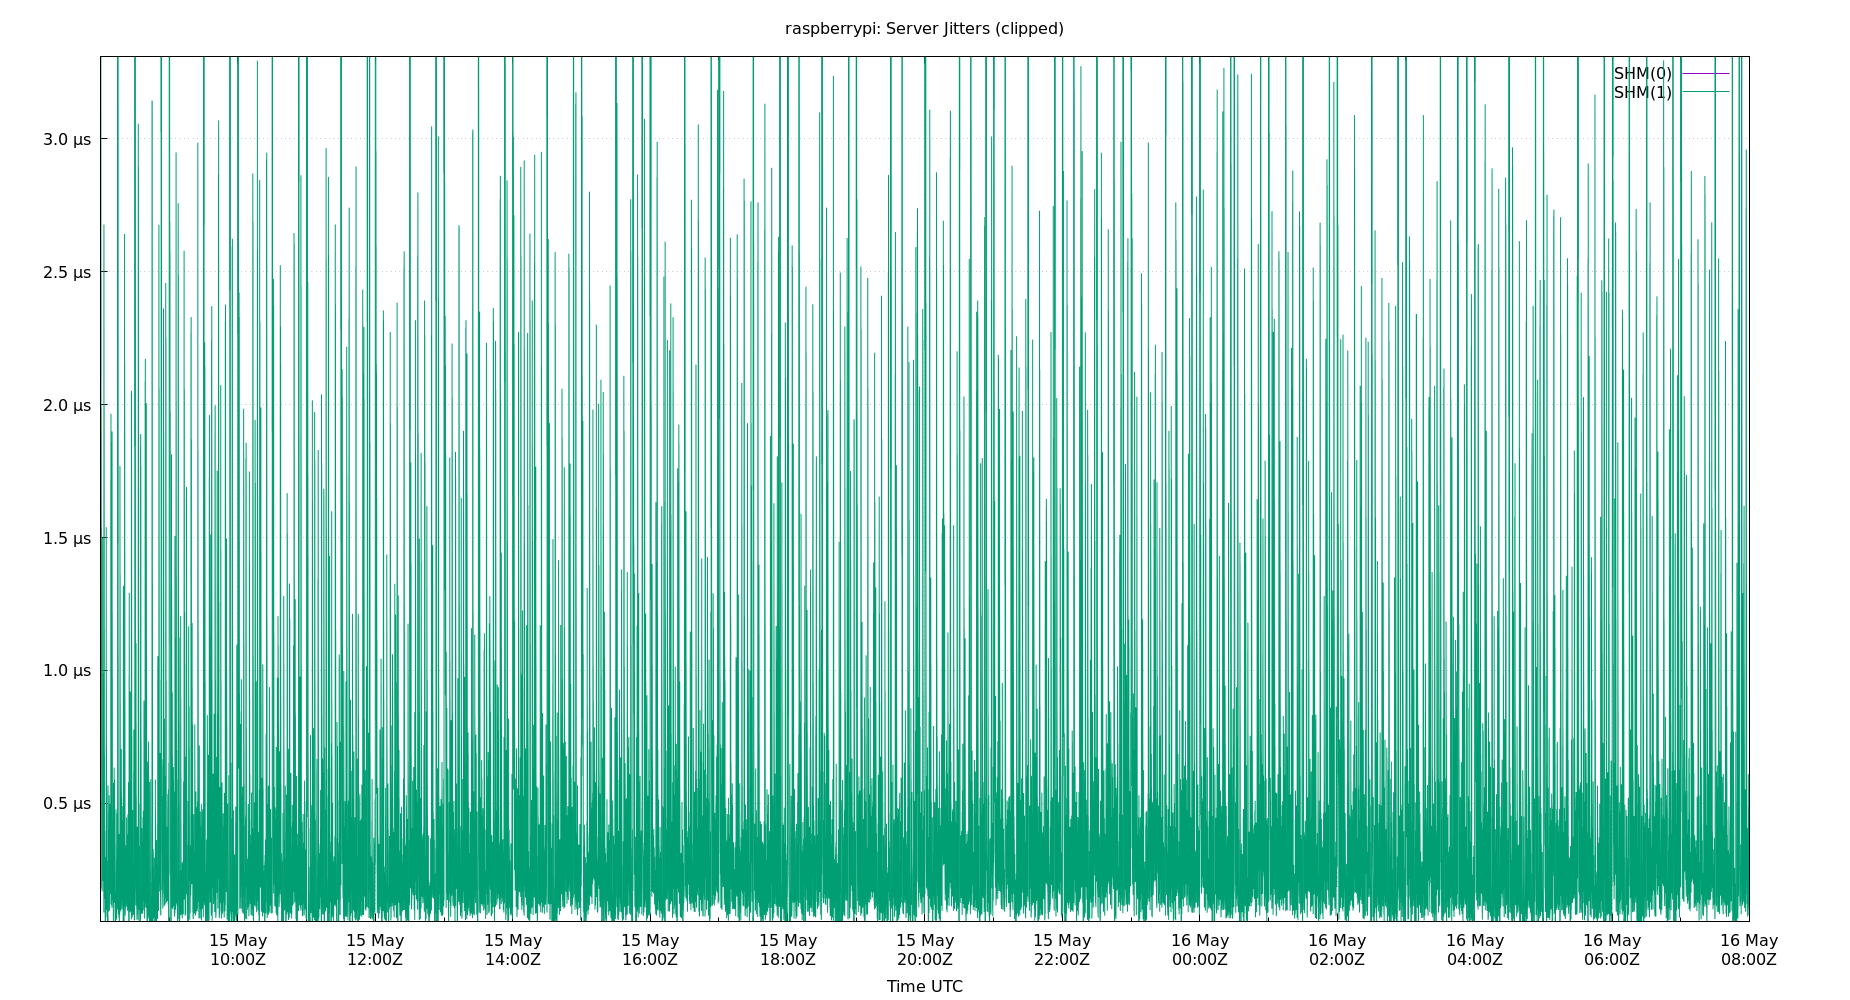 raspberrypi: Server Jitters (clipped)
SHM(0)
SHM(1)
3.0 µs
2.5 µs
2.0 µs
1.5 µs
1.0 µs
0.5 µs
15 May 15 May 15 May 15 May 15 May 15 May 15 May 16 May 16 May 16 May 16 May 16 May
10:00Z 12:00Z 14:00Z 16:00Z 18:00Z 20:00Z 22:00Z 00:00Z 02:00Z 04:00Z 06:00Z 08:00Z
Time UTC